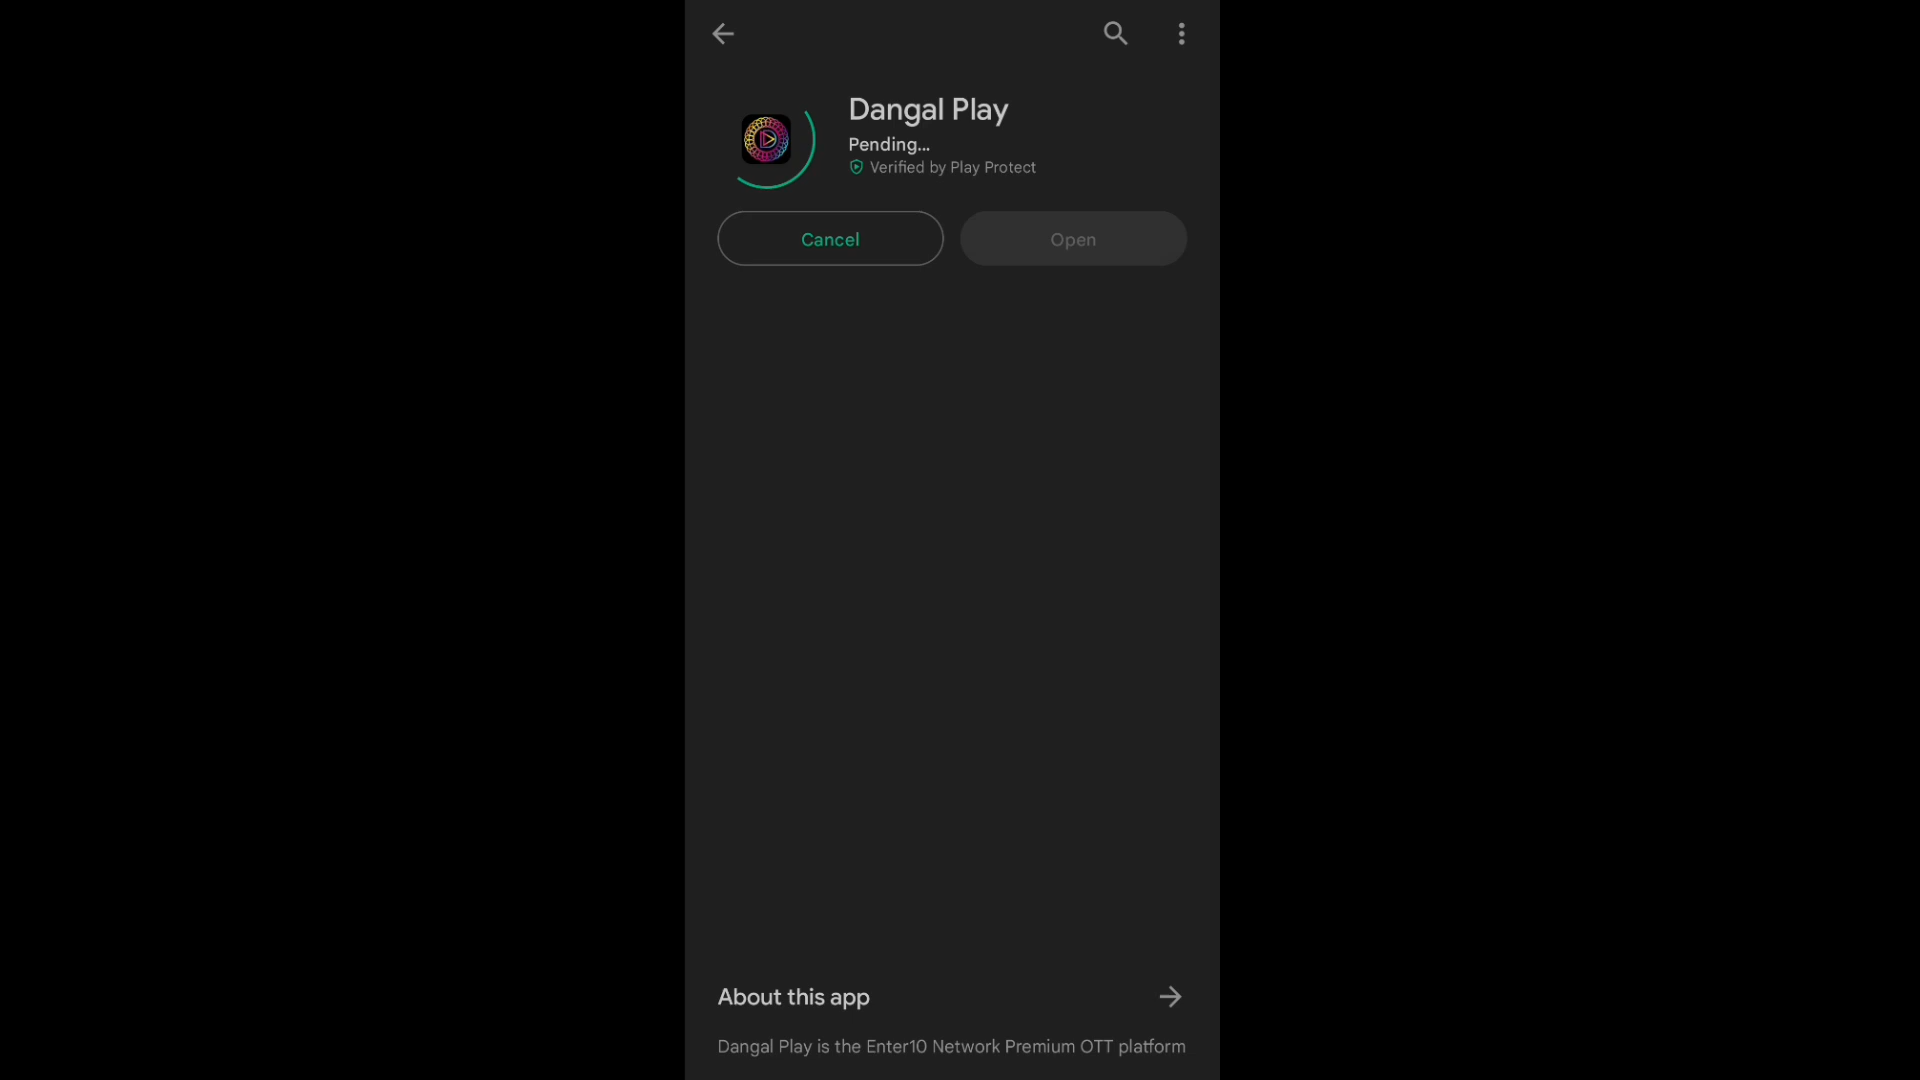 Dangal Play
Pending...
Verified by Play Protect
Cancel
Open
About this app
Dangal Play is the Enter10 Network Premium OTT platform